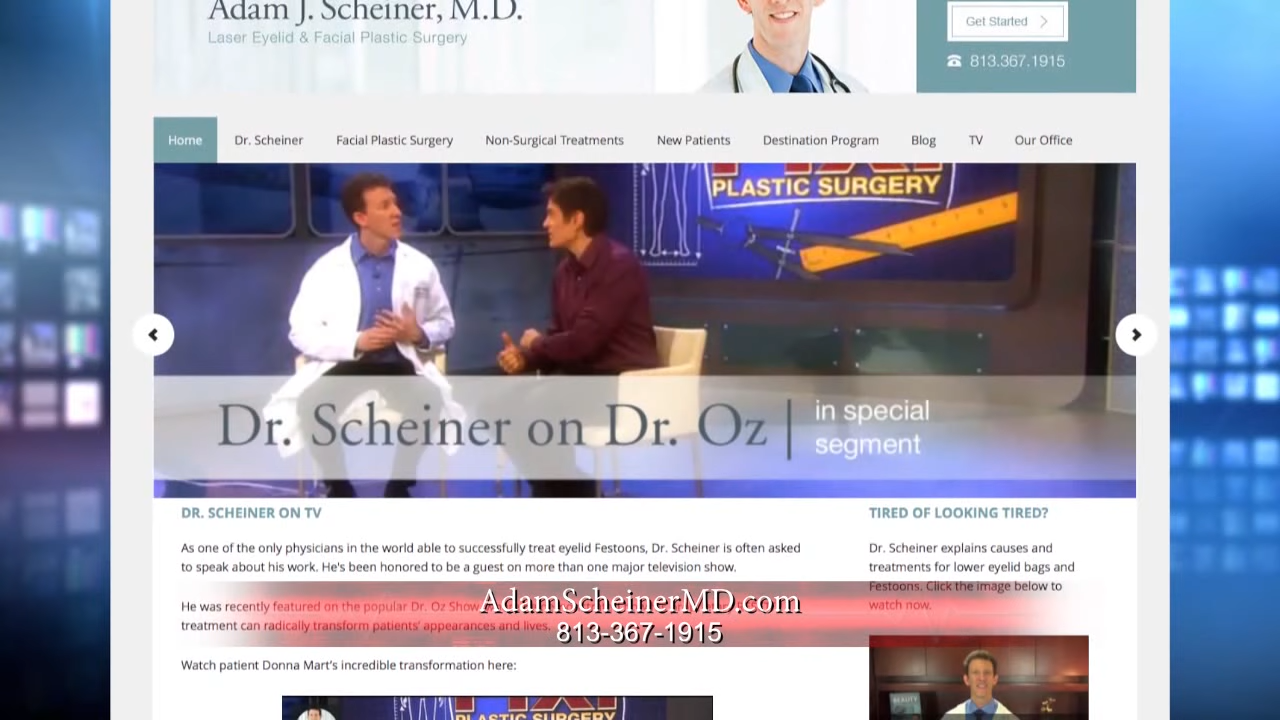 Adam J. Scheiner, M.D.
Laser Eyelid & Facial Plastic Surgery
Get Started
813.367.1915
Home Dr. Scheiner Facial Plastic Surgery Non-Surgical Treatments New Patients Destination Program Blog TV Our Office
PLASTIC SURGERY
Dr. Scheiner on Dr. Oz
in special
segment
DR. SCHEINER ON TV
As one of the only physicians in the world able to successfully treat eyelid Festoons, Dr. Scheiner is often asked
to speak about his work. He's been honored to be a guest on more than one major television show.
He was recently featured on the popular Dr. Oz Show
treatment can radically transform patients' appearances and lives.
Watch patient Donna Mart's incredible transformation here:
PLASTIC SURGERY
TIRED OF LOOKING TIRED?
Dr. Scheiner explains causes and
treatments for lower eyelid bags and
Festoons. Click the image below to
watch now.
BEAUTY
AdamScheinerMD.com
813-367-1915